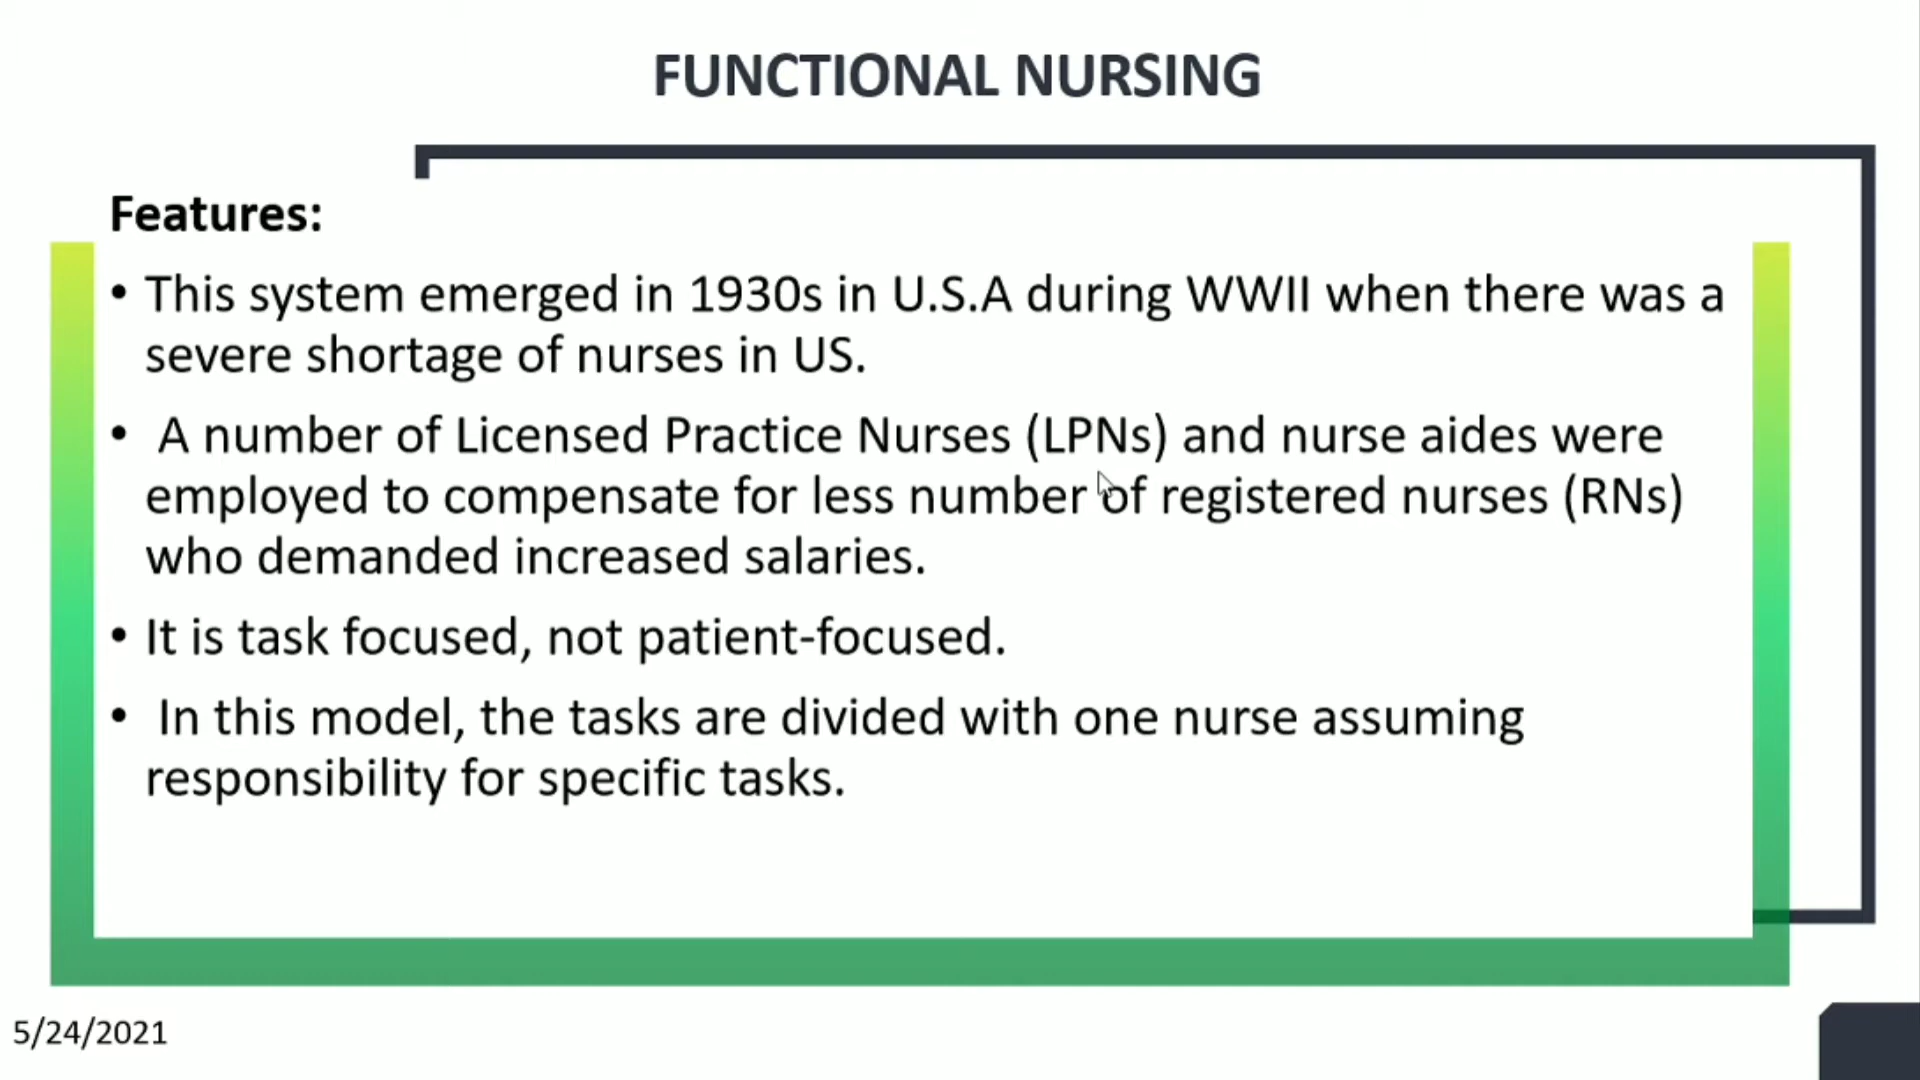 FUNCTIONAL NURSING
Features:
• This system emerged in 1930s in U.S.A during WWII when there was a
severe shortage of nurses in US.
• A number of Licensed Practice Nurses (LPNs) and nurse aides were
employed to compensate for less number of registered nurses (RNs)
who demanded increased salaries.
• It is task focused, not patient-focused.
• In this model, the tasks are divided with one nurse assuming
responsibility for specific tasks.
5/24/2021